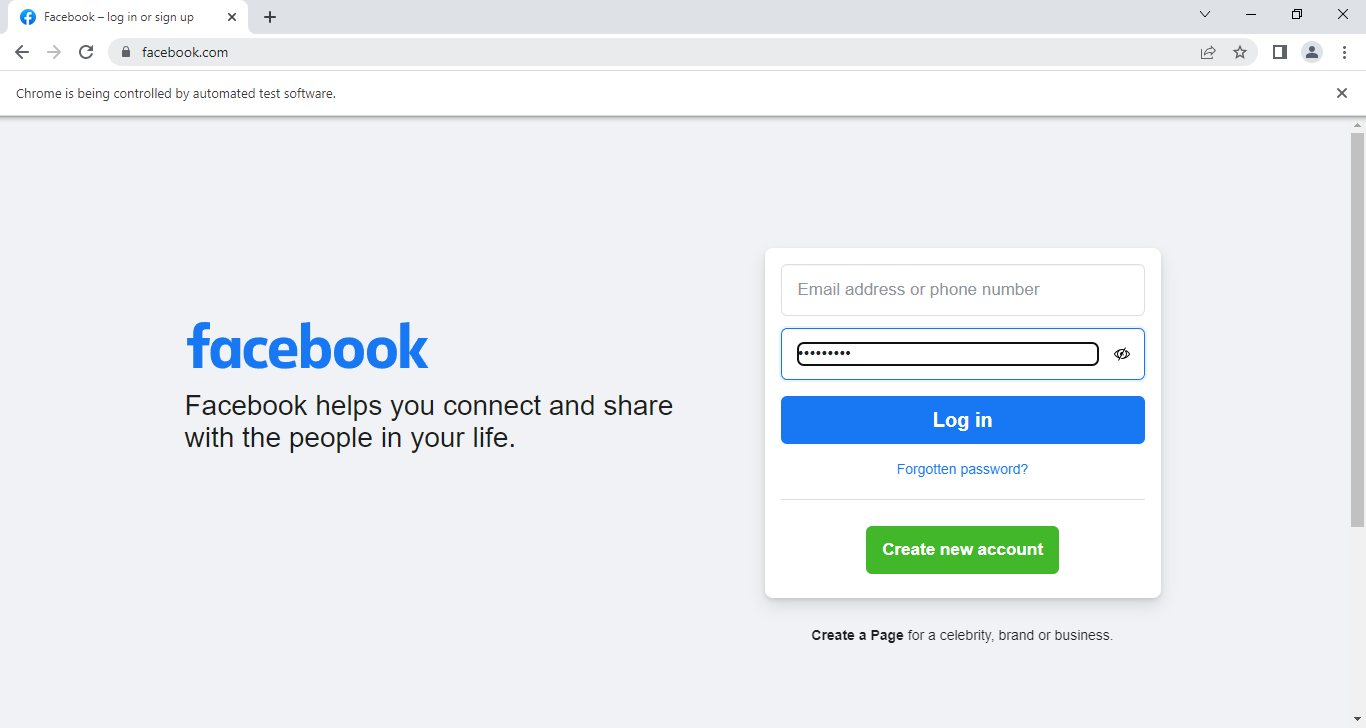 Facebook – log in or sign up
facebook.com
Chrome is being controlled by automated test software.
facebook
Facebook helps you connect and share
with the people in your life.
Email address or phone number
•••••••••
Log in
Forgotten password?
Create new account
Create a Page for a celebrity, brand or business.